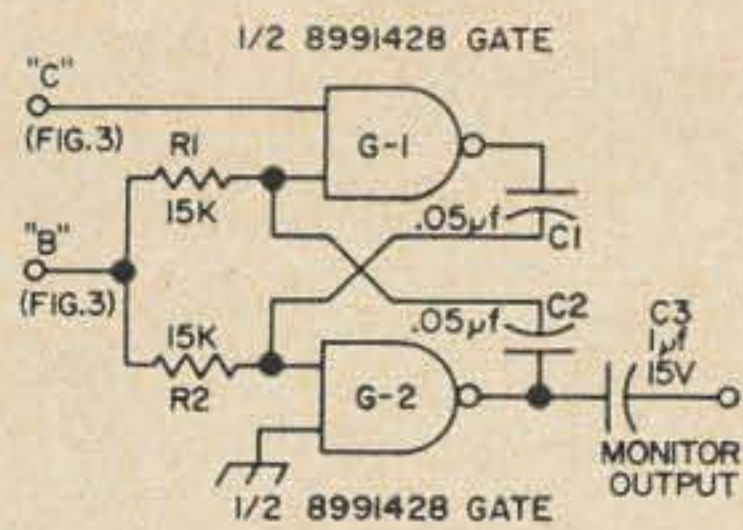 1/2 8991428 GATE
"C"
(FIG.3)
R1
15K
G-1
.05µf
C1
"B"
(FIG.3)
15K
R2
.05µf
C2
G-2
C3
1µf
15V
MONITOR
OUTPUT
1/2 8991428 GATE